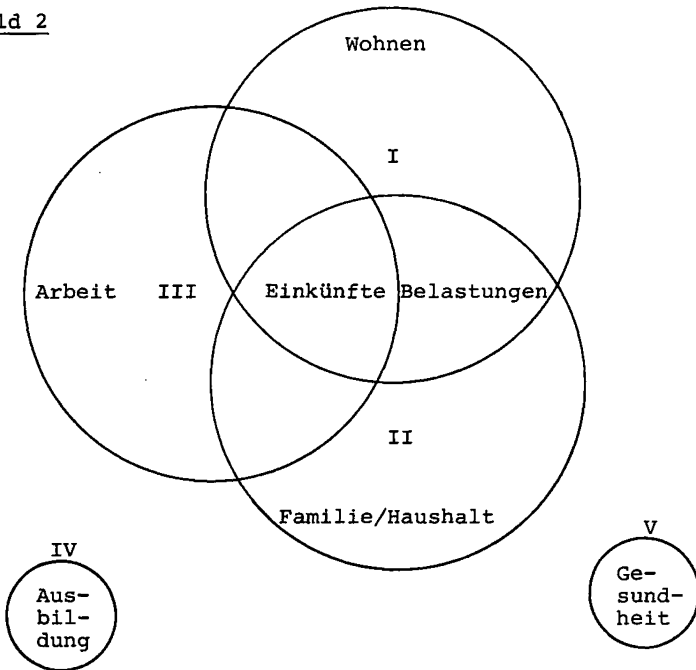 ld 2
Wohnen
I
Arbeit III Einkünfte Belastungen
II
Familie/Haushalt
IV
Aus-
bil-
dung
V
Ge-
sund-
heit